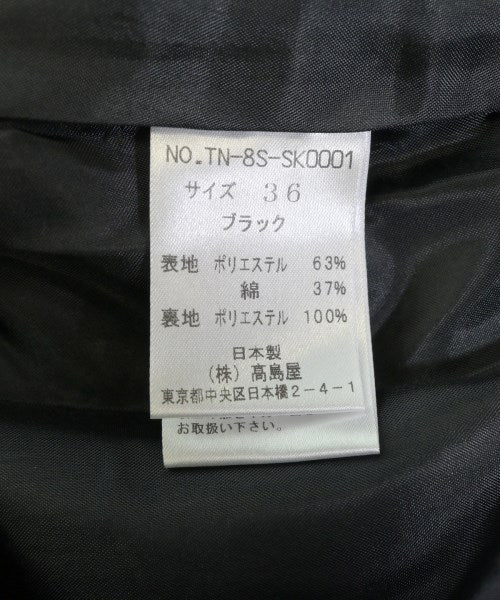 NO.TN-8S-SK0001
サイズ 36
ブラック
表地 ポリエステル 63%
綿 37%
裏地 ポリエステル 100%
日本製
(株) 高島屋
東京都中央区日本橋2-4-1
お取扱い下さい。